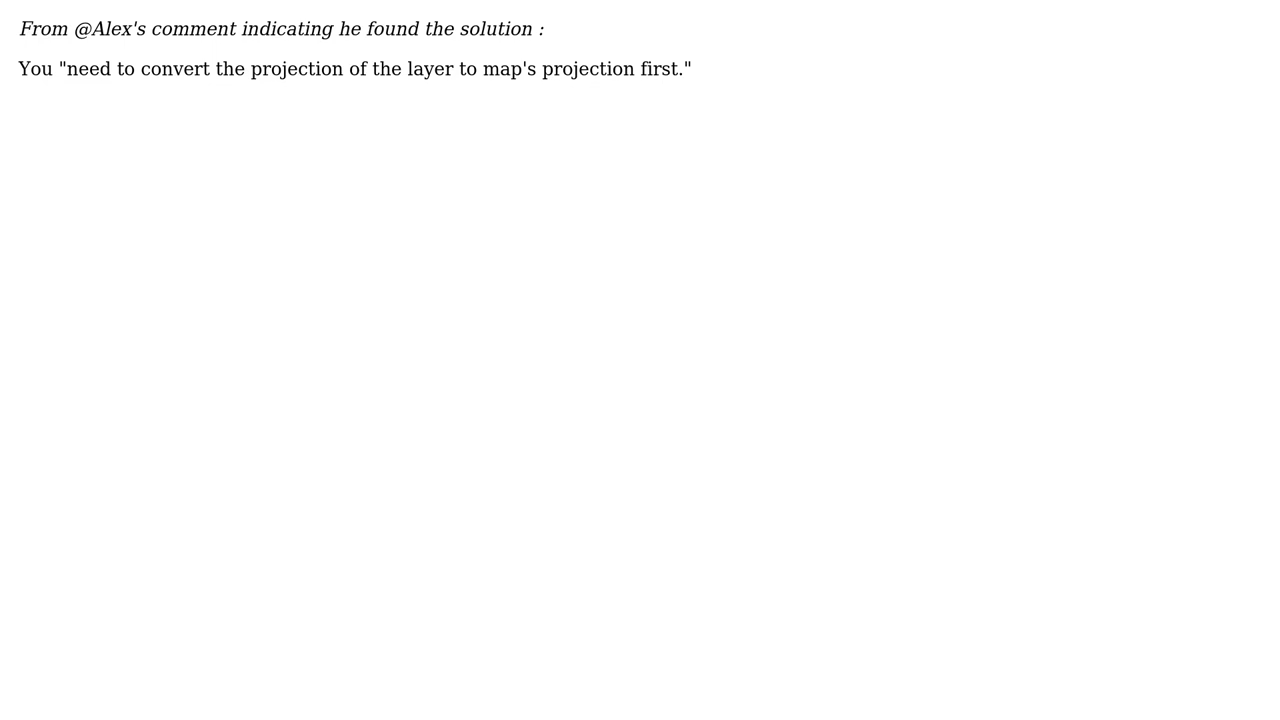 From @Alex's comment indicating he found the solution :
You "need to convert the projection of the layer to map's projection first."